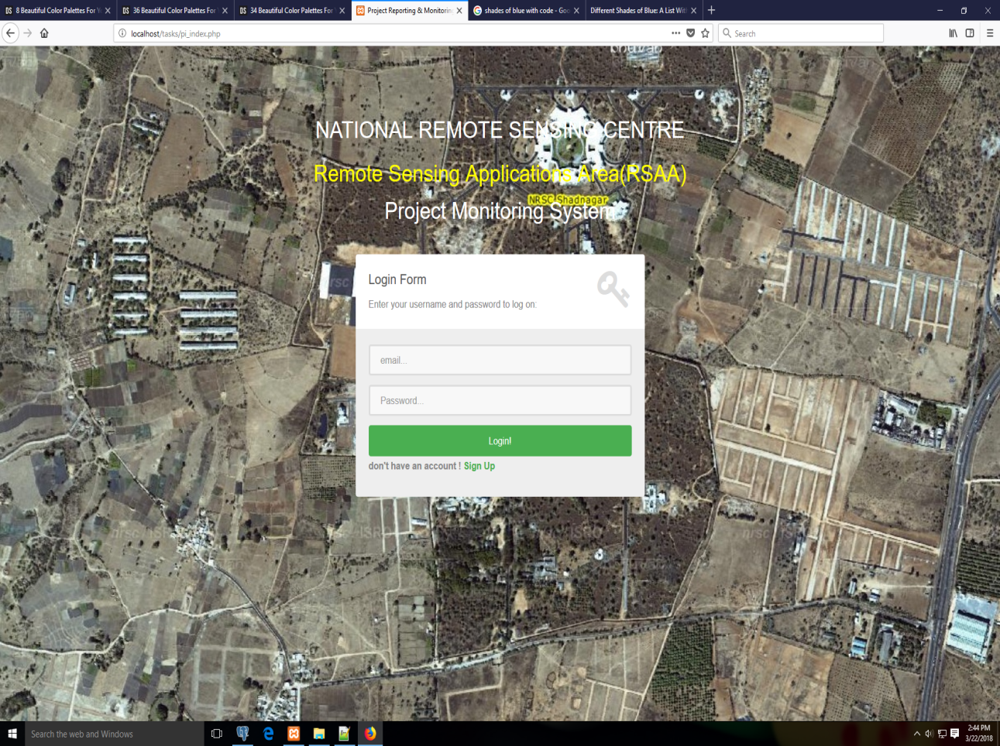 8 Beautiful Color Palettes For Y
36 Beautiful Color Palettes For
34 Beautiful Color Palettes For
Project Reporting & Monitorin
shades of blue with code - Goo
Different Shades of Blue: A List Wit
localhost/tasks/pi_index.php
Search
NATIONAL REMOTE SENSING CENTRE
Remote Sensing Applications Area(RSAA)
NRSC Shadnagar
Project Monitoring System
Login Form
Enter your username and password to log on:
email...
Password...
Login!
don't have an account ! Sign Up
nrsc ISRO
Search the web and Windows
2:44 PM
3/22/2018